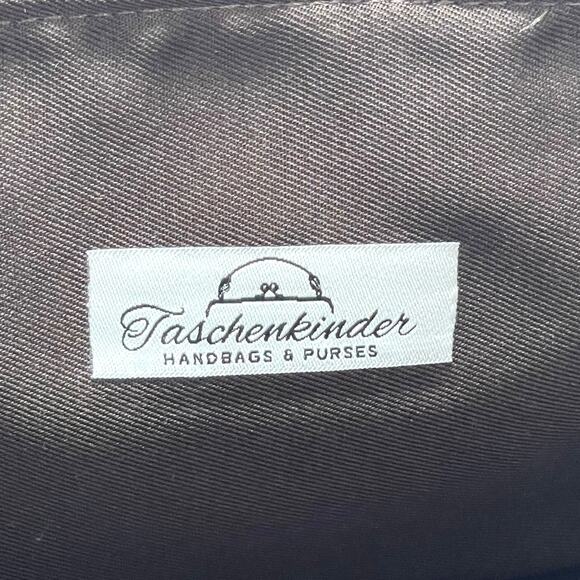 Taschenkinder
HANDBAGS & PURSES